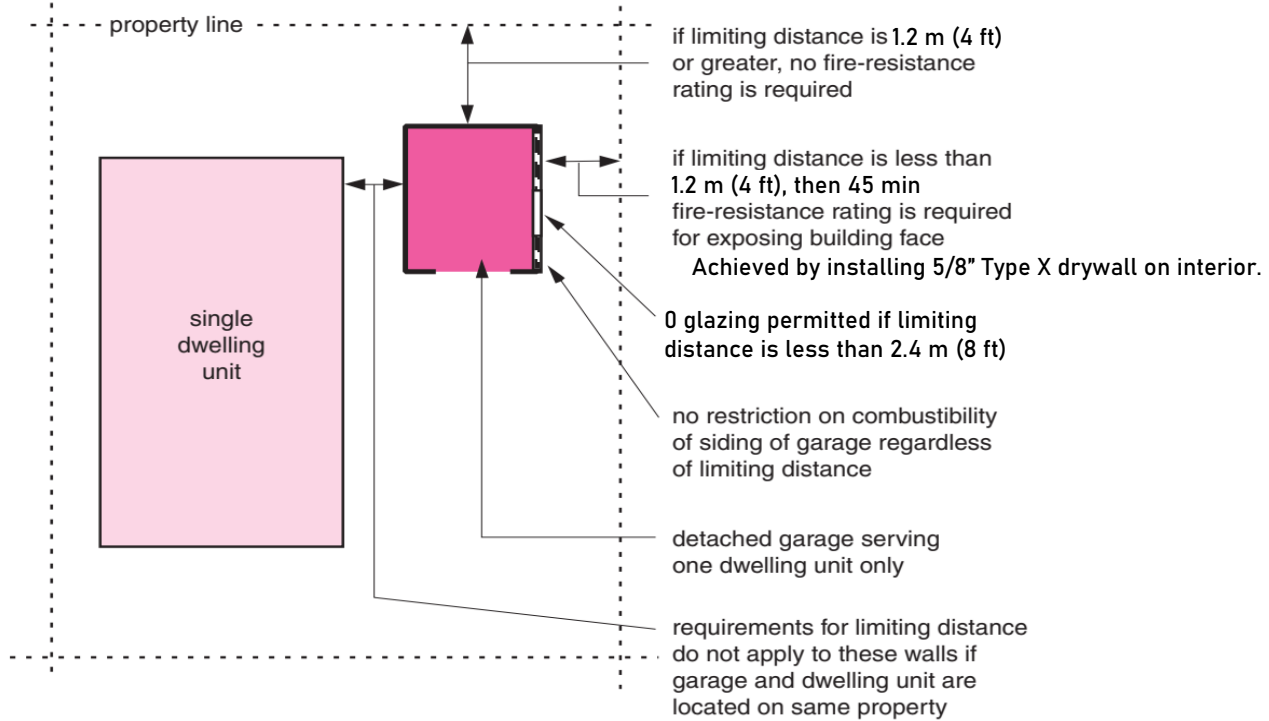 property line
if limiting distance is 1.2 m (4 ft)
or greater, no fire-resistance
rating is required
if limiting distance is less than
1.2 m (4 ft), then 45 min
fire-resistance rating is required
for exposing building face
Achieved by installing 5/8" Type X drywall on interior.
single
dwelling
unit
0 glazing permitted if limiting
distance is less than 2.4 m (8 ft)
no restriction on combustibility
of siding of garage regardless
of limiting distance
detached garage serving
one dwelling unit only
requirements for limiting distance
do not apply to these walls if
garage and dwelling unit are
located on same property